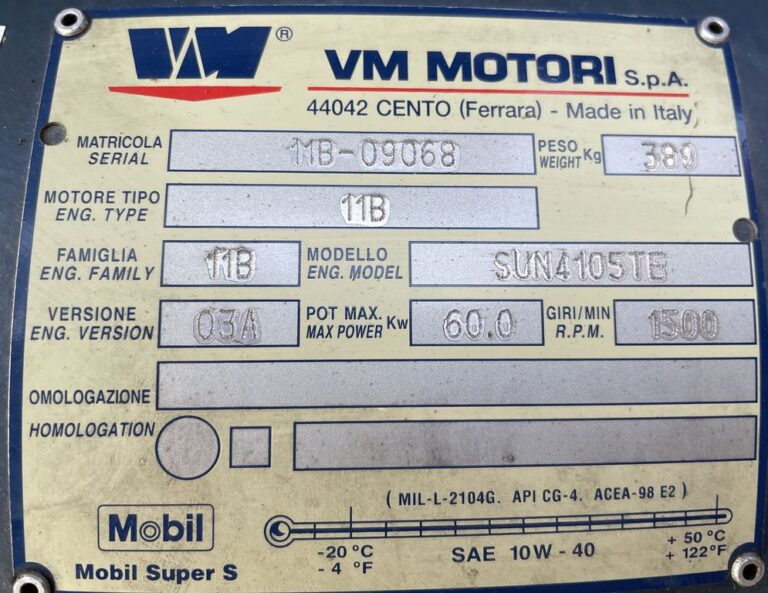 VM ® VM MOTORI S.p.A.
44042 CENTO (Ferrara) - Made in Italy
MATRICOLA SERIAL 11B-09068 PESO WEIGHT Kg 389
MOTORE TIPO ENG. TYPE 11B
FAMIGLIA ENG. FAMILY 11B MODELLO ENG. MODEL SUN4105TE
VERSIONE ENG. VERSION 03A POT MAX. MAX POWER Kw 60.0 GIRI/MIN R.P.M. 1500
OMOLOGAZIONE
HOMOLOGATION
( MIL-L-2104G. API CG-4. ACEA-98 E2 )
Mobil
Mobil Super S
-20 °C
- 4 °F
SAE 10W - 40
+ 50 °C
+ 122°F